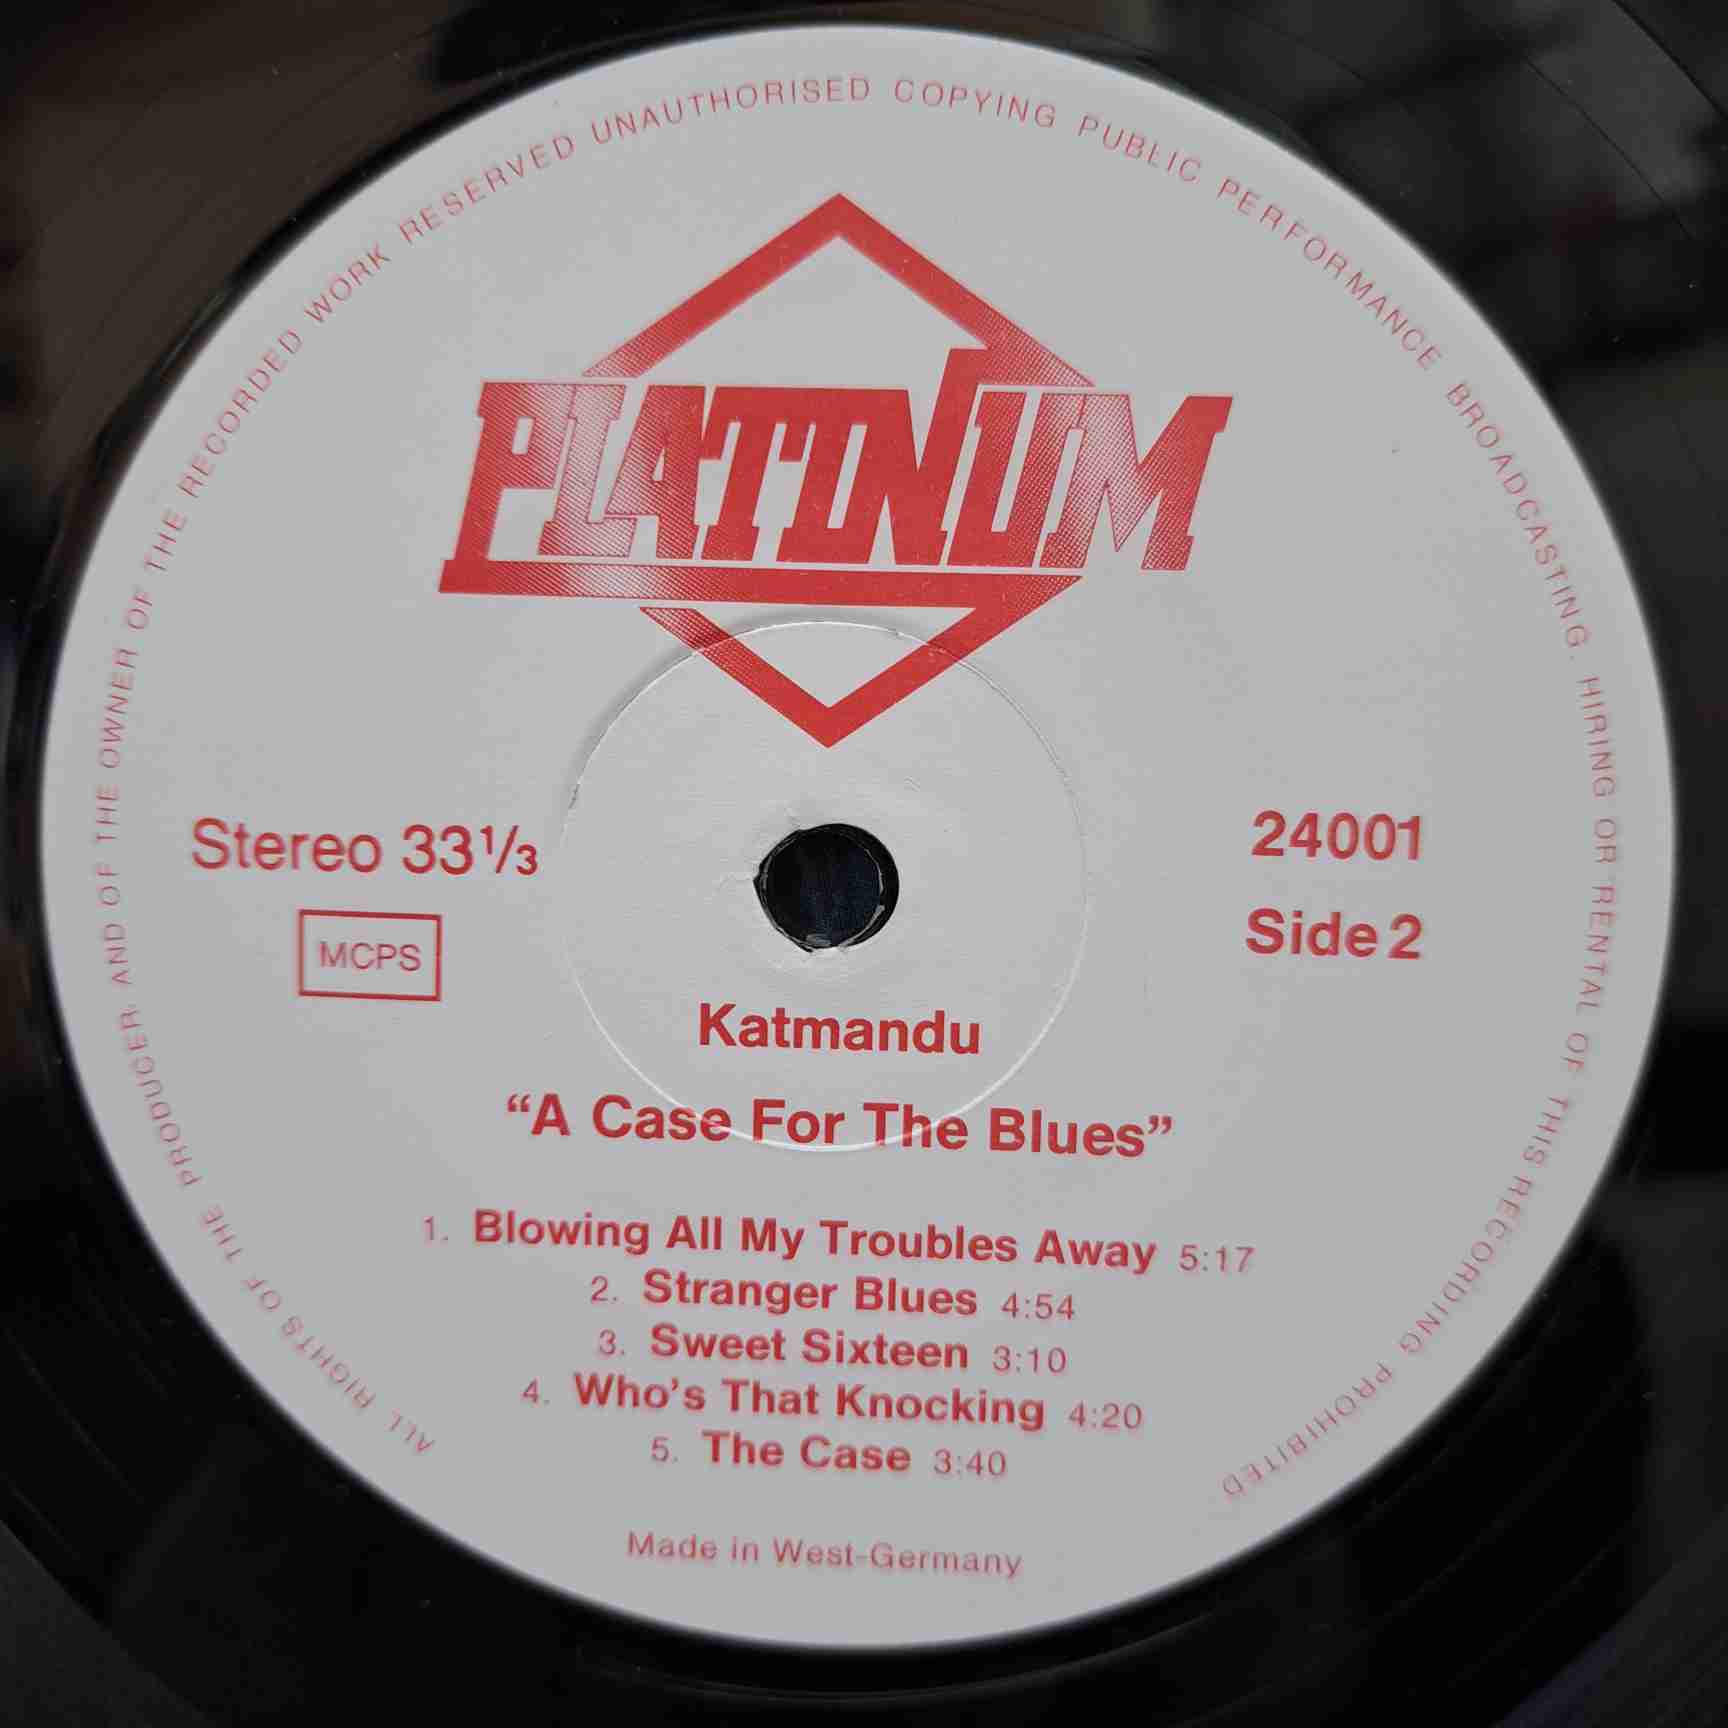 ALL RIGHTS OF THE PRODUCER AND OF THE OWNER OF THE RECORDED WORK RESERVED UNAUTHORISED COPYING PUBLIC PERFORMANCE BROADCASTING. HIRING OR RENTAL OF THIS RECORDING PROHIBITED
PLATINUM
Stereo 33⅓
24001
MCPS
Side 2
Katmandu
“A Case For The Blues”
1. Blowing All My Troubles Away 5:17
2. Stranger Blues 4:54
3. Sweet Sixteen 3:10
4. Who’s That Knocking 4:20
5. The Case 3:40
Made in West-Germany